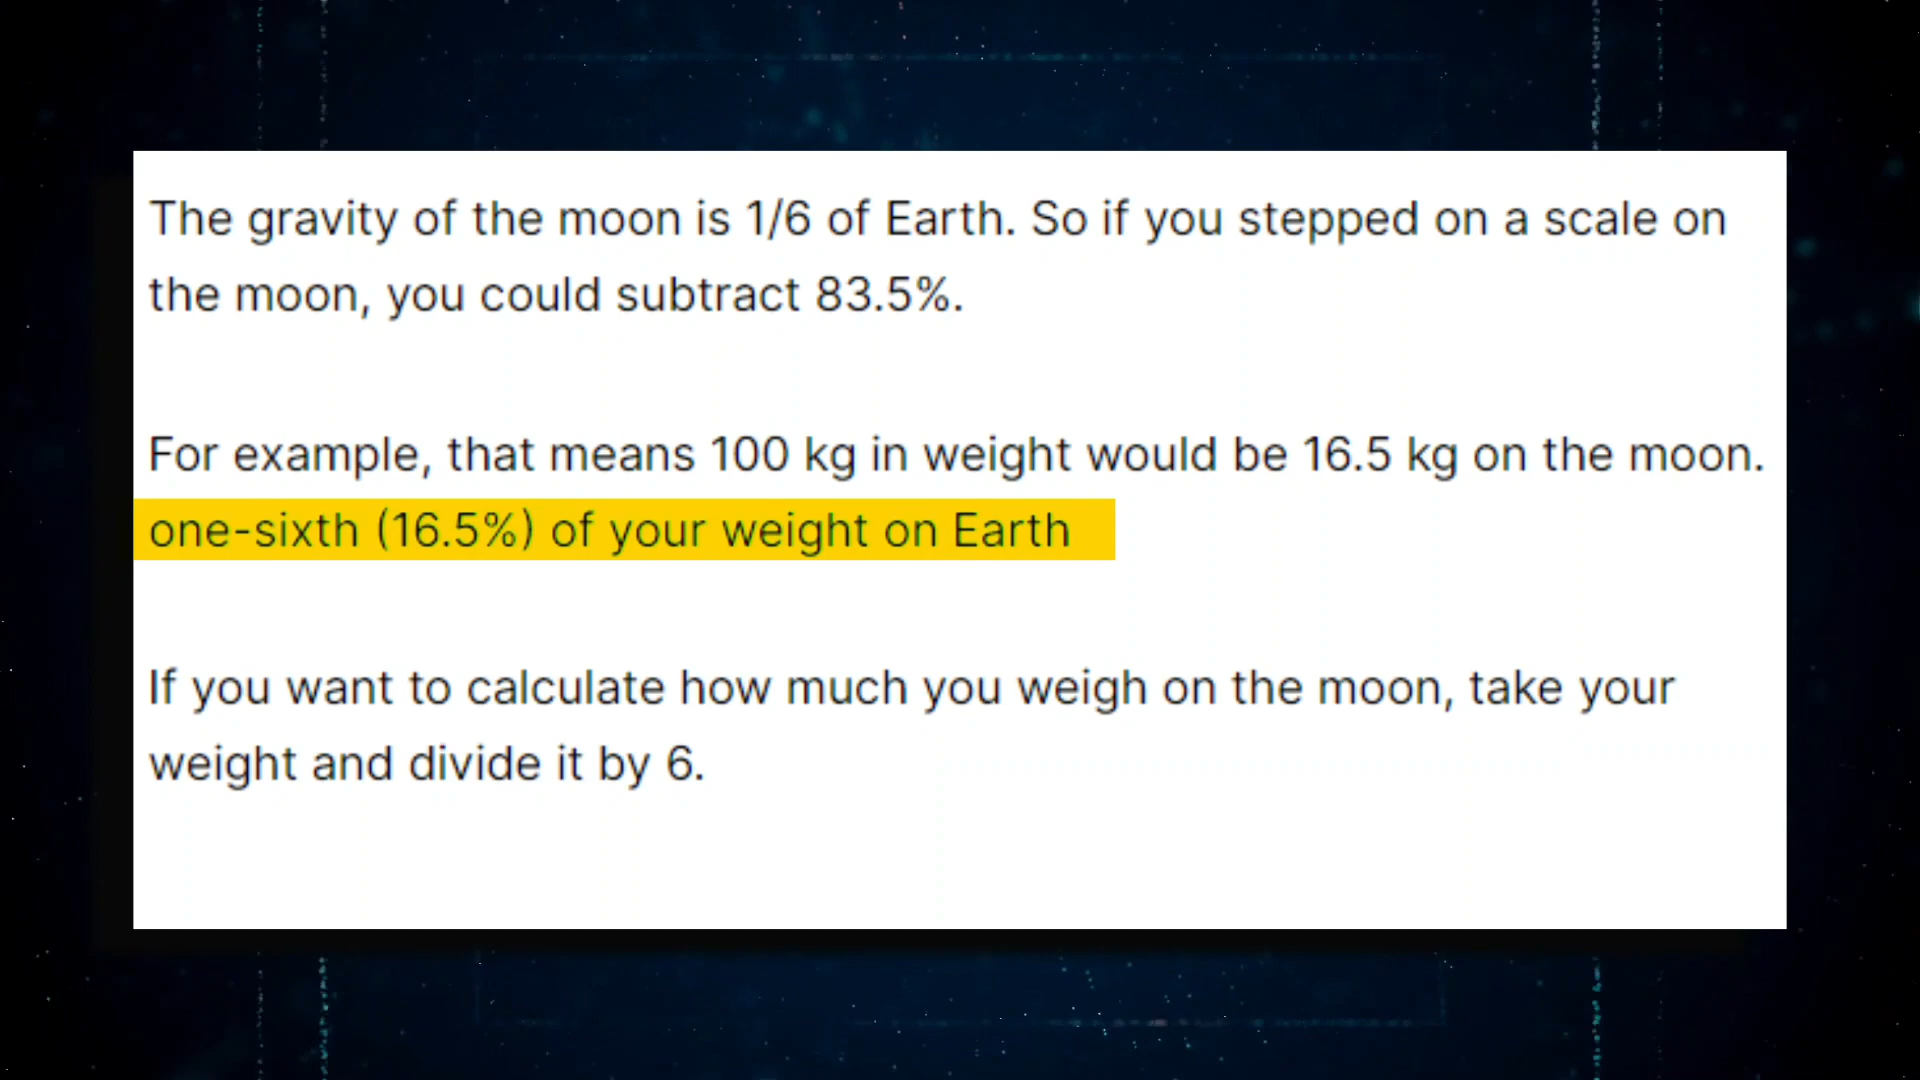 The gravity of the moon is 1/6 of Earth. So if you stepped on a scale on
the moon, you could subtract 83.5%.
For example, that means 100 kg in weight would be 16.5 kg on the moon.
one-sixth (16.5%) of your weight on Earth
If you want to calculate how much you weigh on the moon, take your
weight and divide it by 6.